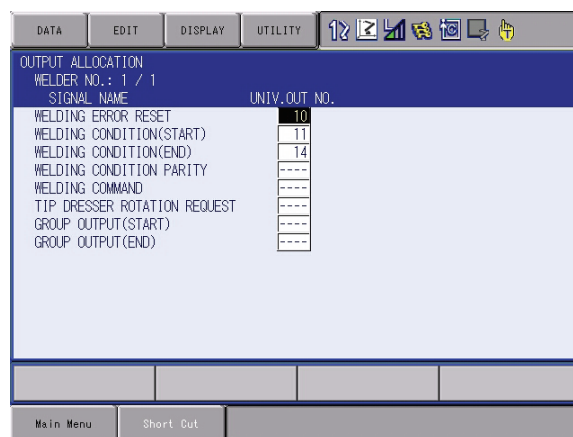 DATA EDIT DISPLAY UTILITY
OUTPUT ALLOCATION
WELDER NO.: 1 / 1
SIGNAL NAME UNIV.OUT NO.
WELDING ERROR RESET 10
WELDING CONDITION(START) 11
WELDING CONDITION(END) 14
WELDING CONDITION PARITY ----
WELDING COMMAND ----
TIP DRESSER ROTATION REQUEST ----
GROUP OUTPUT(START) ----
GROUP OUTPUT(END) ----
Main Menu Short Cut